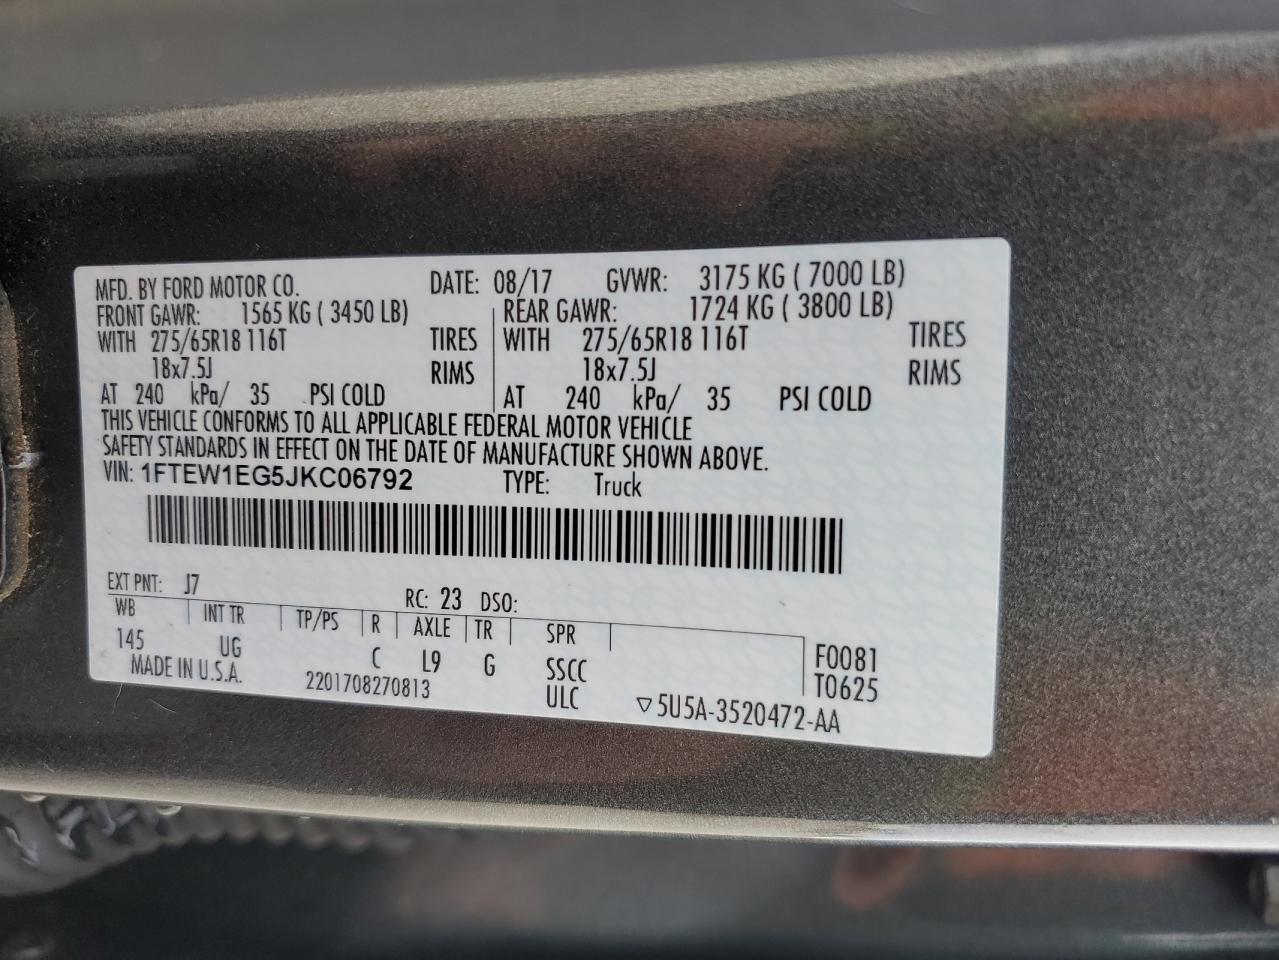 MFD. BY FORD MOTOR CO. DATE: 08/17 GVWR: 3175 KG ( 7000 LB)
FRONT GAWR: 1565 KG ( 3450 LB) REAR GAWR: 1724 KG ( 3800 LB)
WITH 275/65R18 116T TIRES WITH 275/65R18 116T TIRES
18x7.5J RIMS 18x7.5J RIMS
AT 240 kPa/ 35 PSI COLD AT 240 kPa/ 35 PSI COLD
THIS VEHICLE CONFORMS TO ALL APPLICABLE FEDERAL MOTOR VEHICLE
SAFETY STANDARDS IN EFFECT ON THE DATE OF MANUFACTURE SHOWN ABOVE.
VIN: 1FTEW1EG5JKC06792 TYPE: Truck
EXT PNT: J7 RC: 23 DSO:
WB INT TR TP/PS R AXLE TR SPR
145 UG C L9 G SSCC F0081
MADE IN U.S.A. 2201708270813 ULC ▽5U5A-3520472-AA T0625